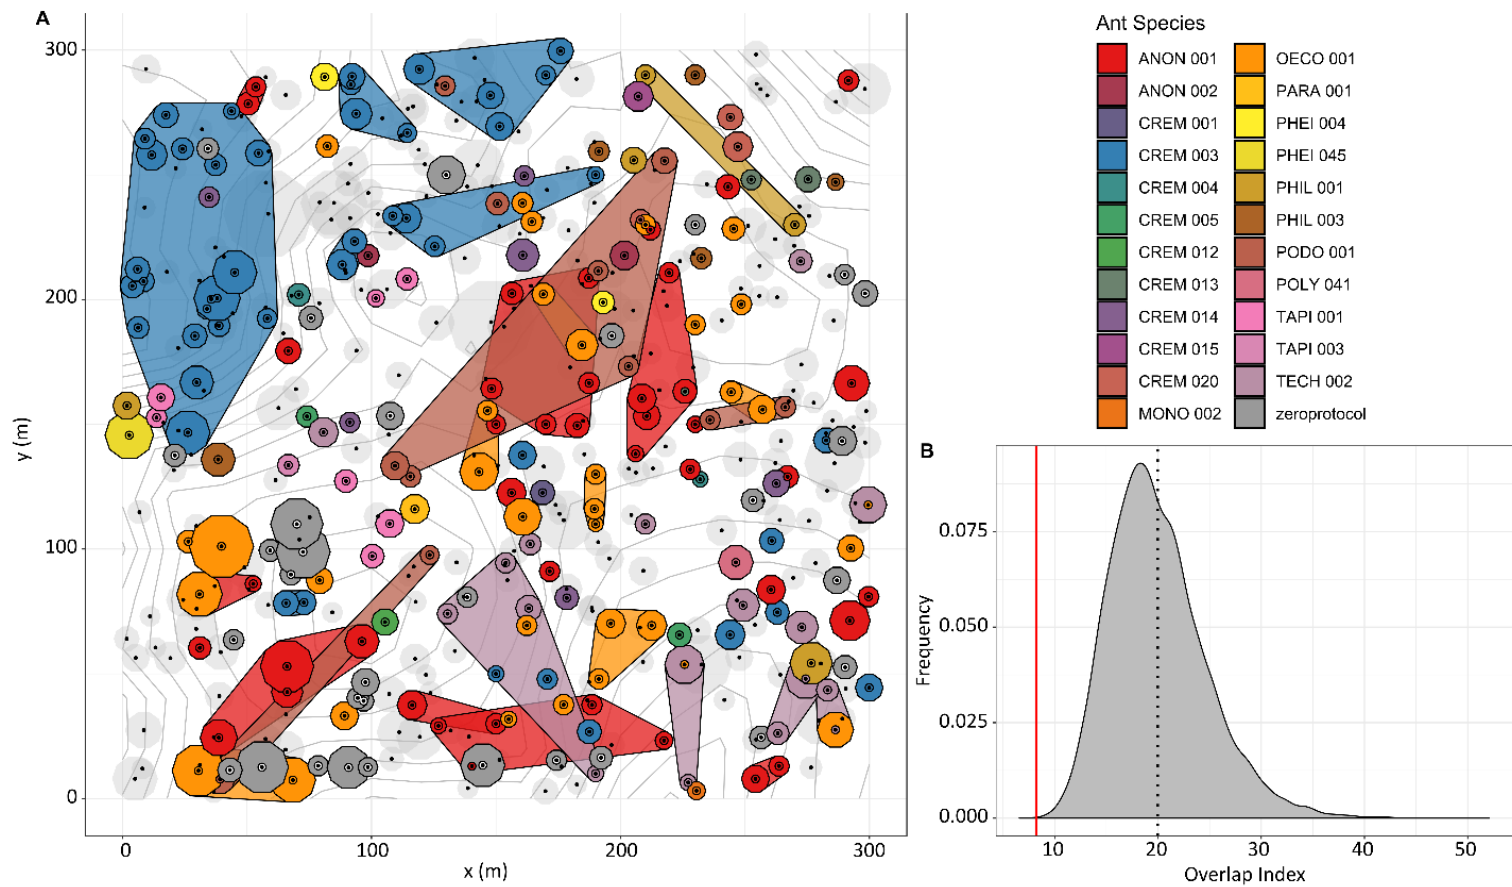 A
300
200
100
0
y (m)
0
100
200
300
x (m)
Ant Species
ANON 001
ANON 002
CREM 001
CREM 003
CREM 004
CREM 005
CREM 012
CREM 013
CREM 014
CREM 015
CREM 020
MONO 002
OECO 001
PARA 001
PHEI 004
PHEI 045
PHIL 001
PHIL 003
PODO 001
POLY 041
TAPI 001
TAPI 003
TECH 002
zeroprotocol
B
0.075
0.050
0.025
0.000
Frequency
10
20
30
40
50
Overlap Index